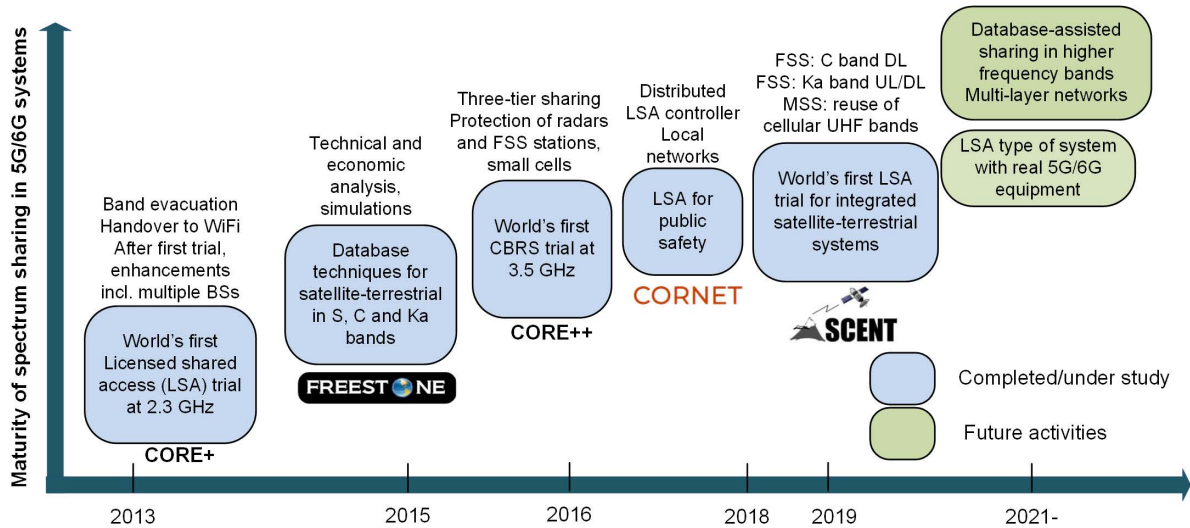 Maturity of spectrum sharing in 5G/6G systems
Band evacuation
Handover to WiFi
After first trial,
enhancements
incl. multiple BSs
World's first
Licensed shared
access (LSA) trial
at 2.3 GHz
CORE+
Technical and
economic
analysis,
simulations
Database
techniques for
satellite-terrestrial
in S, C and Ka
bands
FREESTONE
Three-tier sharing
Protection of radars
and FSS stations,
small cells
World's first
CBRS trial at
3.5 GHz
CORE++
Distributed
LSA controller
Local
networks
LSA for
public
safety
CORNET
FSS: C band DL
FSS: Ka band UL/DL
MSS: reuse of
cellular UHF bands
World's first LSA
trial for integrated
satellite-terrestrial
systems
SCENT
Database-assisted
sharing in higher
frequency bands
Multi-layer networks
LSA type of system
with real 5G/6G
equipment
Completed/under study
Future activities
2013
2015
2016
2018
2019
2021-